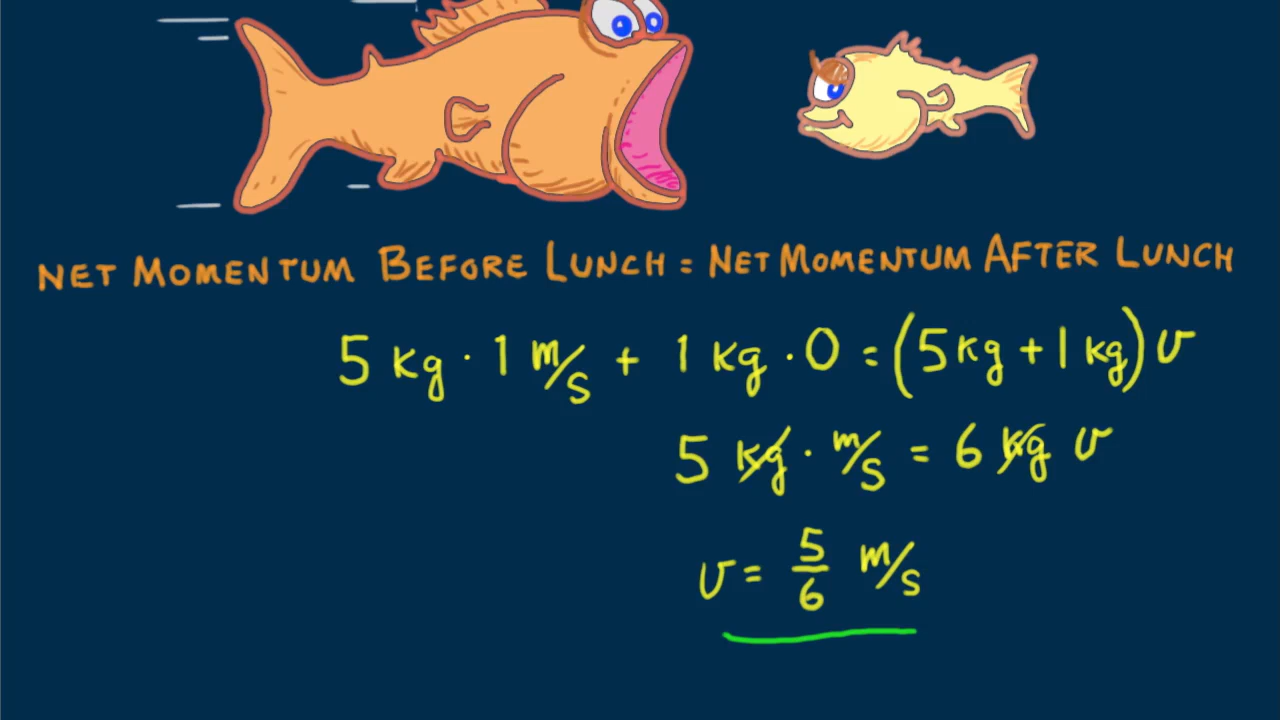 NET MOMENTUM BEFORE LUNCH = NET MOMENTUM AFTER LUNCH
5 kg · 1 m/s + 1 kg · 0 = (5 kg + 1 kg) v
5 kg · m/s = 6 kg v
v = 5/6 m/s